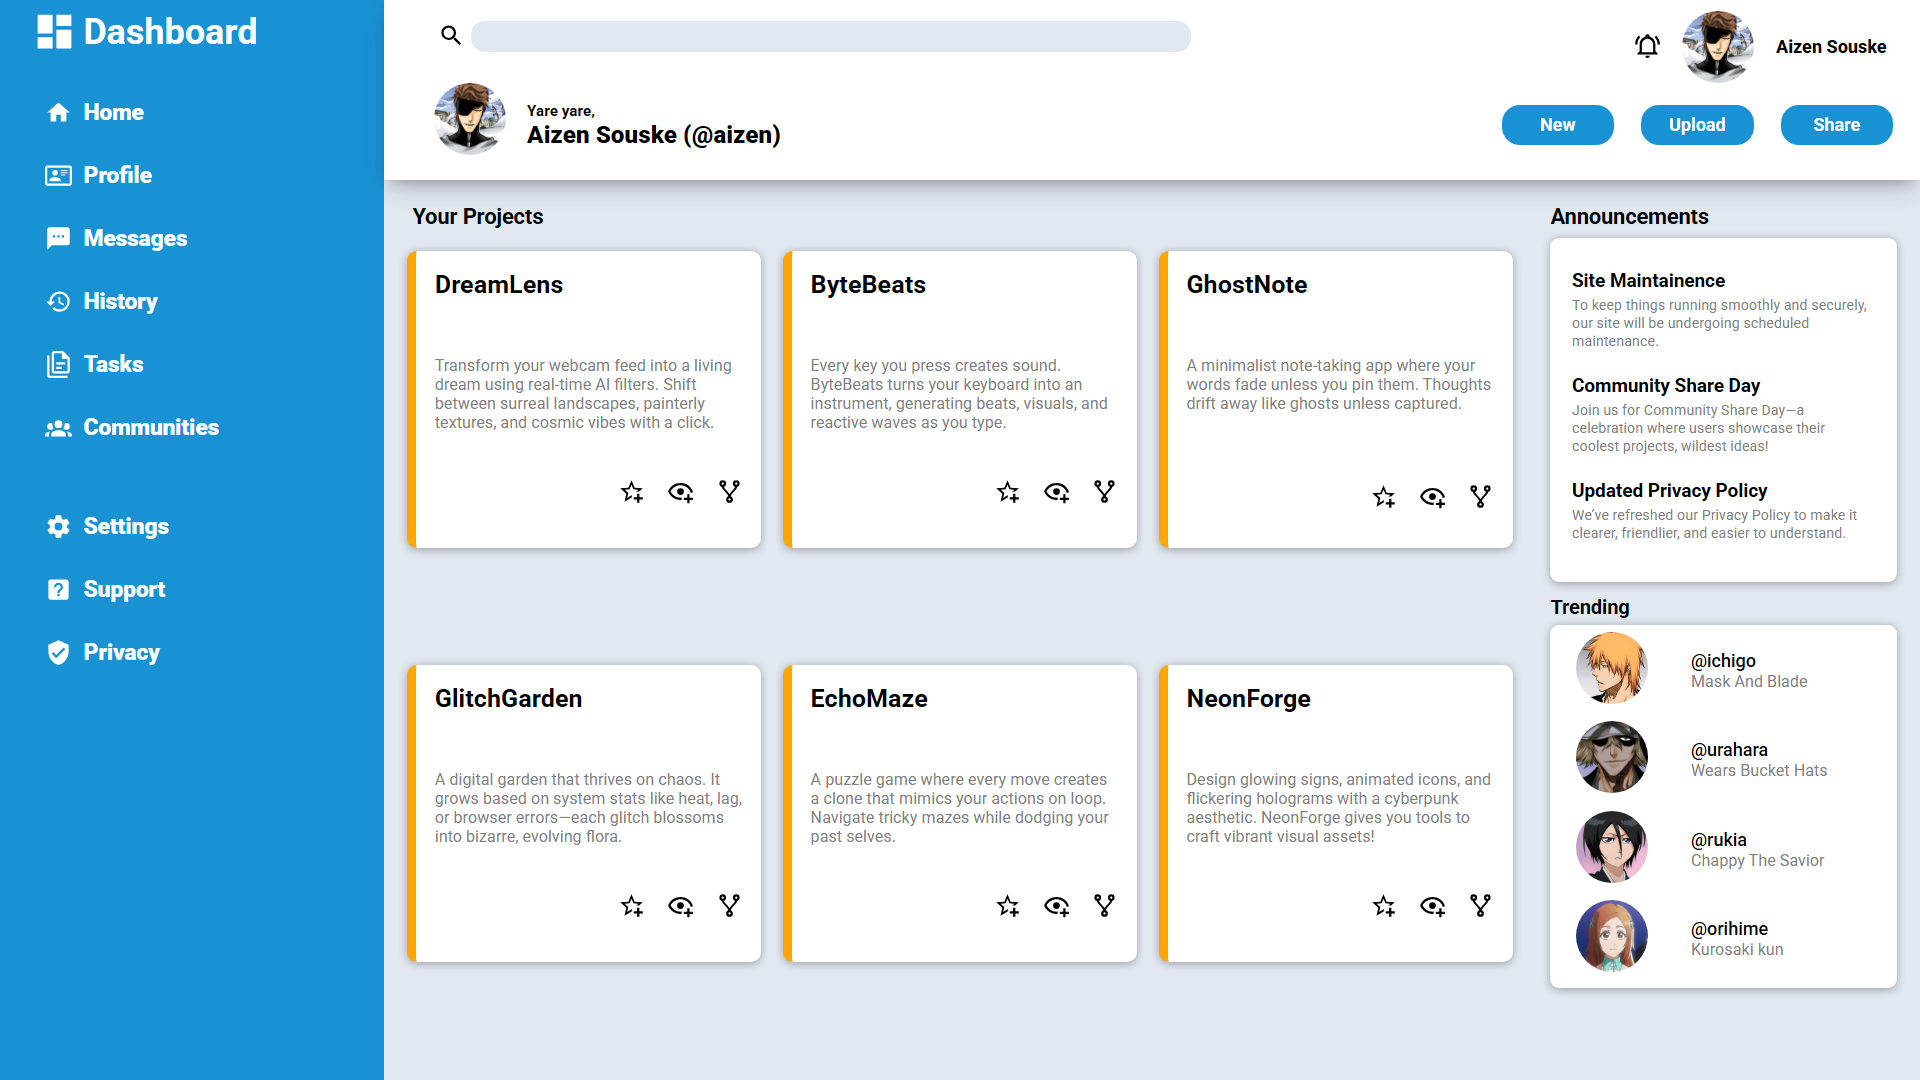 Dashboard
Home
Profile
Messages
History
Tasks
Communities
Settings
Support
Privacy
Aizen Souske
Yare yare,
Aizen Souske (@aizen)
New
Upload
Share
Your Projects
DreamLens
Transform your webcam feed into a living
dream using real-time AI filters. Shift
between surreal landscapes, painterly
textures, and cosmic vibes with a click.
ByteBeats
Every key you press creates sound.
ByteBeats turns your keyboard into an
instrument, generating beats, visuals, and
reactive waves as you type.
GhostNote
A minimalist note-taking app where your
words fade unless you pin them. Thoughts
drift away like ghosts unless captured.
GlitchGarden
A digital garden that thrives on chaos. It
grows based on system stats like heat, lag,
or browser errors—each glitch blossoms
into bizarre, evolving flora.
EchoMaze
A puzzle game where every move creates
a clone that mimics your actions on loop.
Navigate tricky mazes while dodging your
past selves.
NeonForge
Design glowing signs, animated icons, and
flickering holograms with a cyberpunk
aesthetic. NeonForge gives you tools to
craft vibrant visual assets!
Announcements
Site Maintainence
To keep things running smoothly and securely,
our site will be undergoing scheduled
maintenance.
Community Share Day
Join us for Community Share Day—a
celebration where users showcase their
coolest projects, wildest ideas!
Updated Privacy Policy
We’ve refreshed our Privacy Policy to make it
clearer, friendlier, and easier to understand.
Trending
@ichigo
Mask And Blade
@urahara
Wears Bucket Hats
@rukia
Chappy The Savior
@orihime
Kurosaki kun